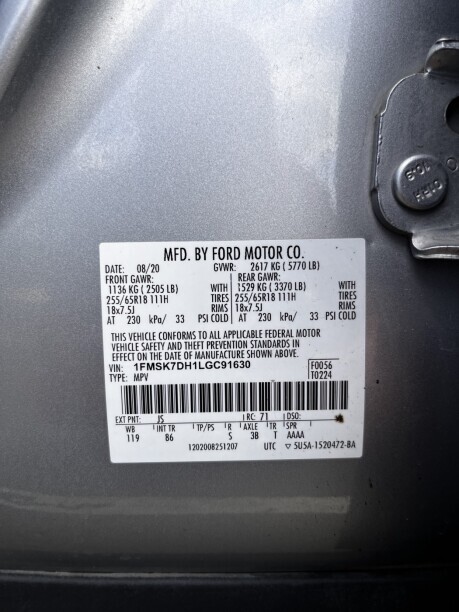 MFD. BY FORD MOTOR CO.
DATE: 08/20 GVWR: 2617 KG ( 5770 LB)
FRONT GAWR: REAR GAWR:
1136 KG ( 2505 LB) WITH 1529 KG ( 3370 LB) WITH
255/65R18 111H TIRES 255/65R18 111H TIRES
18x7.5J RIMS 18x7.5J RIMS
AT 230 kPa/ 33 PSI COLD AT 230 kPa/ 33 PSI COLD
THIS VEHICLE CONFORMS TO ALL APPLICABLE FEDERAL MOTOR
VEHICLE SAFETY AND THEFT PREVENTION STANDARDS IN
EFFECT ON THE DATE OF MANUFACTURE SHOWN ABOVE.
VIN: 1FMSK7DH1LGC91630 F0056
TYPE: MPV T0224
EXT PNT: JS RC: 71 DSO:
WB INT TR TP/PS R AXLE TR SPR
119 86 S 3B T AAAA
120200825 1207 UTC ▽ 5U5A-1520472-BA
10.9